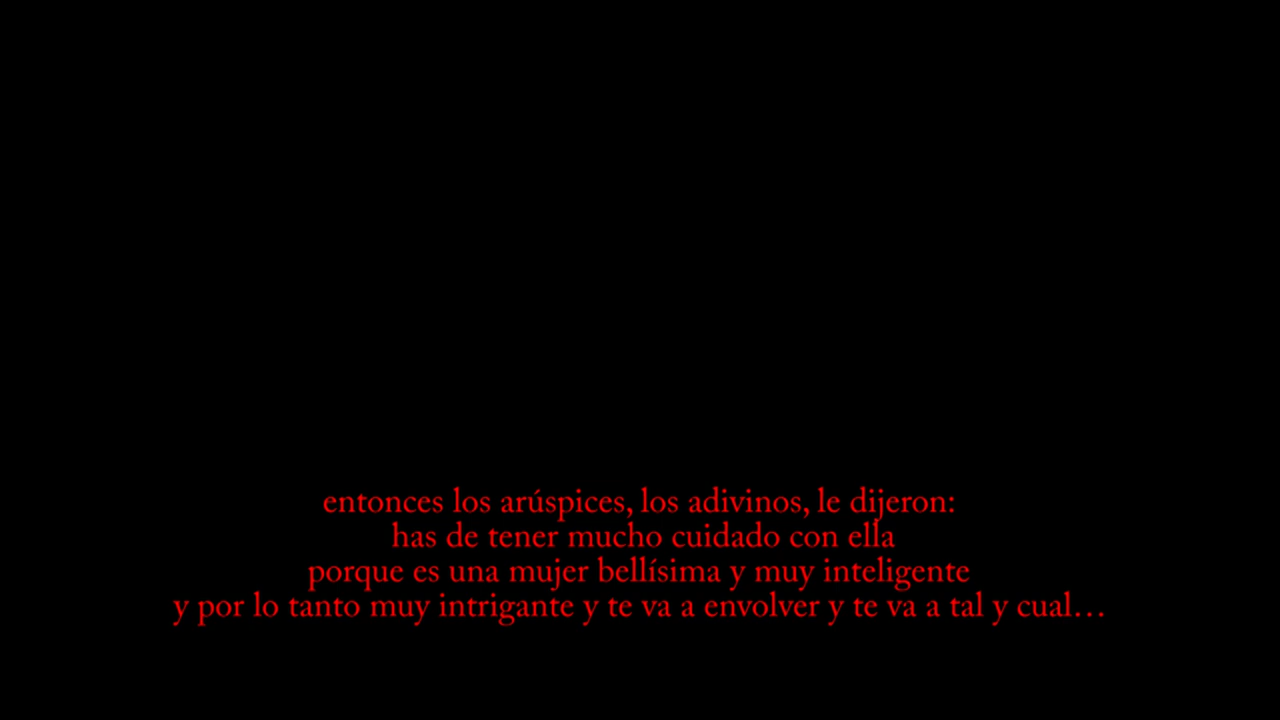 entonces los arúspices, los adivinos, le dijeron:
has de tener mucho cuidado con ella
porque es una mujer bellísima y muy inteligente
y por lo tanto muy intrigante y te va a envolver y te va a tal y cual…